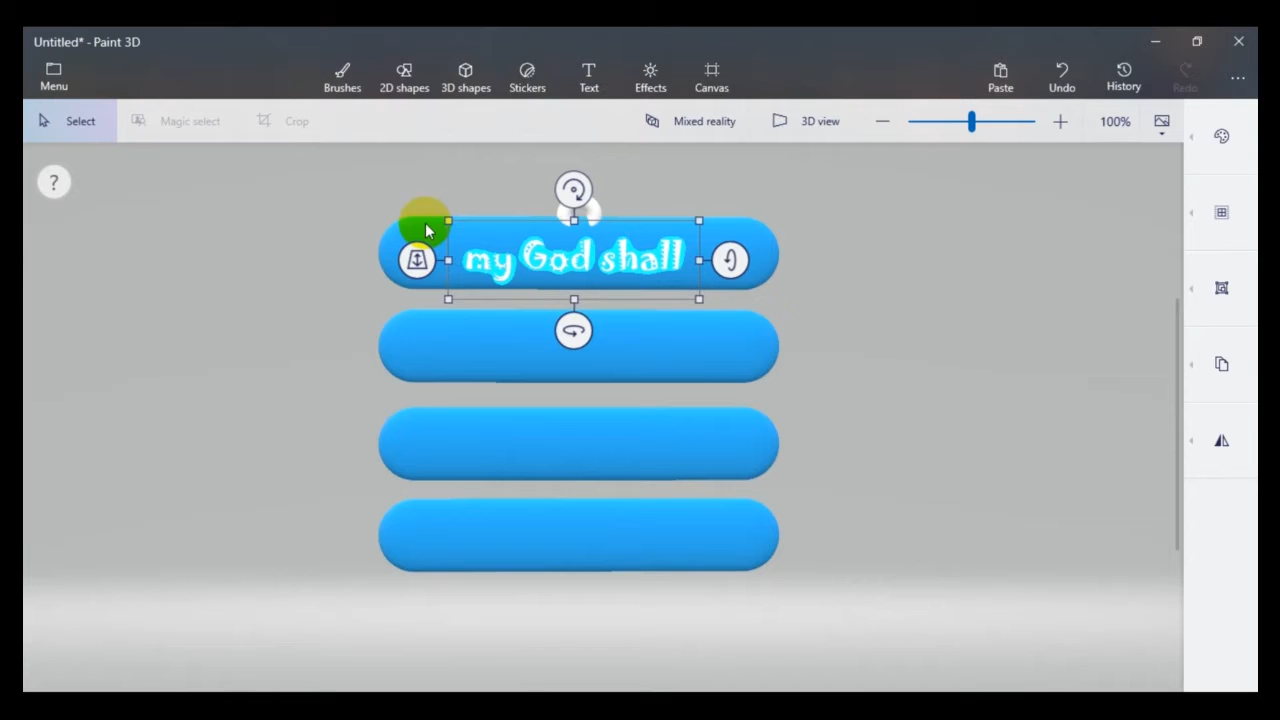 Untitled* - Paint 3D
Menu
Brushes
2D shapes
3D shapes
Stickers
Text
Effects
Canvas
Paste
Undo
History
Redo
Select
Magic select
Crop
Mixed reality
3D view
100%
?
my God shall